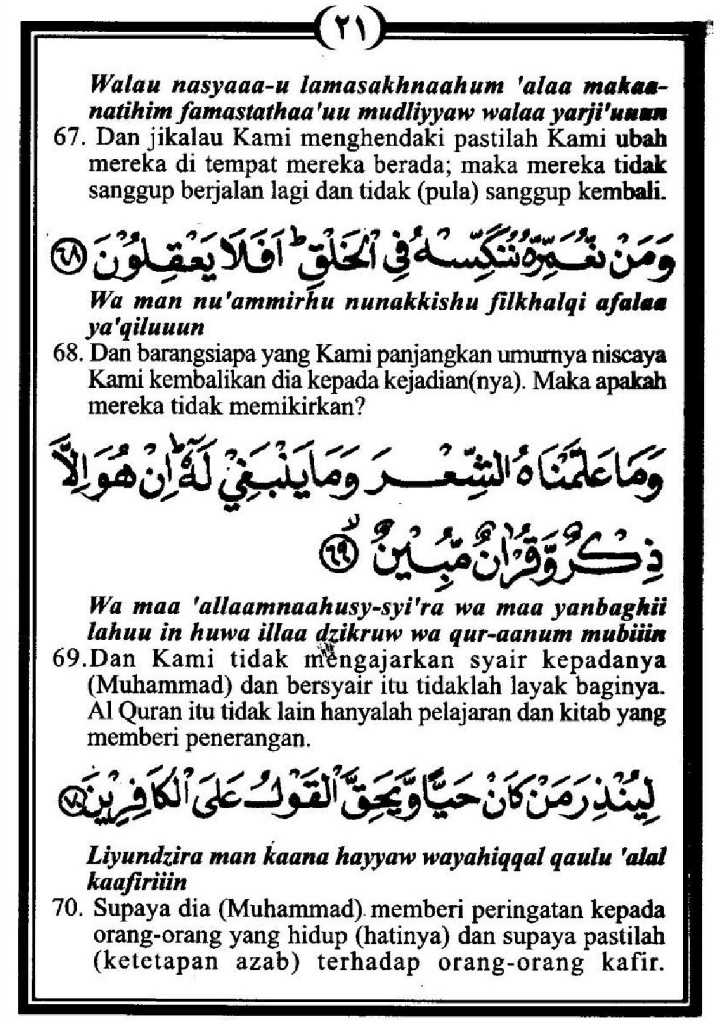 ٢١
Walau nasyaaa-u lamasakhnaahum 'alaa makaa-
natihim famastathaa'uu mudliyyaw walaa yarji'uuun
67. Dan jikalau Kami menghendaki pastilah Kami ubah
mereka di tempat mereka berada; maka mereka tidak
sanggup berjalan lagi dan tidak (pula) sanggup kembali.
وَمَنْ نُّعَمِّرْهُ نُنَكِّسْهُ فِى الْخَلْقِ ۗ اَفَلَا يَعْقِلُوْنَ ٦٨
Wa man nu'ammirhu nunakkishu filkhalqi afalaa
ya'qiluuun
68. Dan barangsiapa yang Kami panjangkan umurnya niscaya
Kami kembalikan dia kepada kejadian(nya). Maka apakah
mereka tidak memikirkan?
وَمَا عَلَّمْنَاهُ الشِّعْرَ وَمَا يَنْبَغِيْ لَهٗ ۗ اِنْ هُوَ اِلَّا
ذِكْرٌ وَّقُرْاٰنٌ مُّبِيْنٌ ۙ ٦٩
Wa maa 'allaamnaahusy-syi'ra wa maa yanbaghii
lahuu in huwa illaa dzikruw wa qur-aanum mubiiin
69.Dan Kami tidak mengajarkan syair kepadanya
(Muhammad) dan bersyair itu tidaklah layak baginya.
Al Quran itu tidak lain hanyalah pelajaran dan kitab yang
memberi penerangan.
لِيُنْذِرَ مَنْ كَانَ حَيًّا وَّيَحِقَّ الْقَوْلُ عَلَى الْكَافِرِيْنَ ٧٠
Liyundzira man kaana hayyaw wayahiqqal qaulu 'alal
kaafiriiin
70. Supaya dia (Muhammad) memberi peringatan kepada
orang-orang yang hidup (hatinya) dan supaya pastilah
(ketetapan azab) terhadap orang-orang kafir.